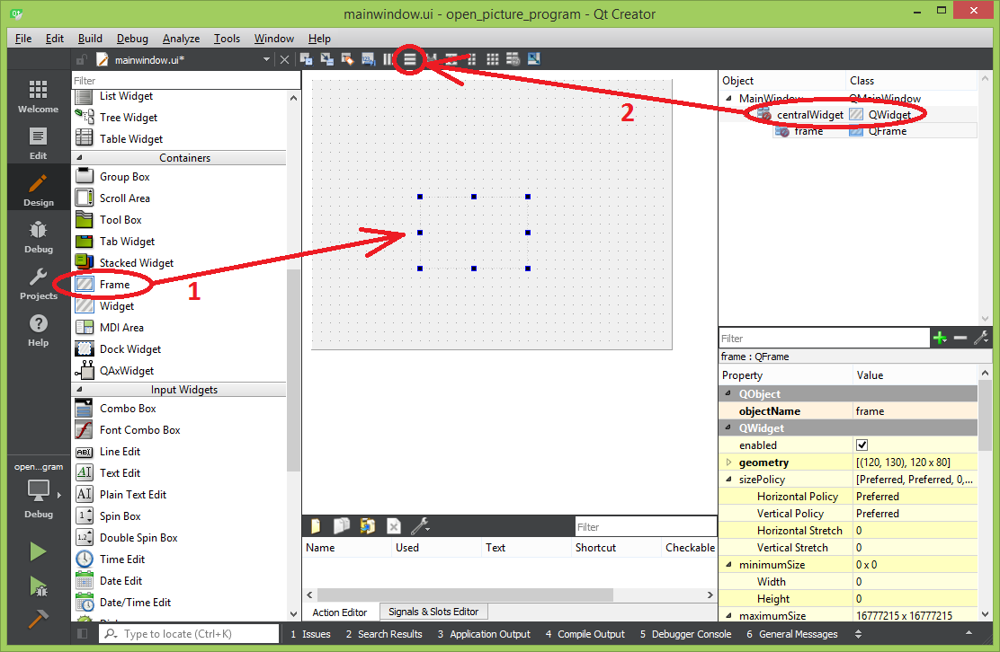 mainwindow.ui - open_picture_program - Qt Creator
File Edit Build Debug Analyze Tools Window Help
mainwindow.ui*
Filter
List Widget
Tree Widget
Table Widget
Containers
Group Box
Scroll Area
Tool Box
Tab Widget
Stacked Widget
Frame
Widget
MDI Area
Dock Widget
QAxWidget
Input Widgets
Combo Box
Font Combo Box
Line Edit
Text Edit
Plain Text Edit
Spin Box
Double Spin Box
Time Edit
Date Edit
Date/Time Edit
Welcome
Edit
Design
Debug
Projects
Help
open...gram
Debug
1
2
Object Class
MainWindow QMainWindow
centralWidget QWidget
frame QFrame
Filter
frame : QFrame
Property Value
QObject
objectName frame
QWidget
enabled
geometry [(120, 130), 120 x 80]
sizePolicy [Preferred, Preferred, 0,...
Horizontal Policy Preferred
Vertical Policy Preferred
Horizontal Stretch 0
Vertical Stretch 0
minimumSize 0 x 0
Width 0
Height 0
maximumSize 16777215 x 16777215
Filter
Name Used Text Shortcut Checkable
Action Editor Signals & Slots Editor
Type to locate (Ctrl+K)
1 Issues 2 Search Results 3 Application Output 4 Compile Output 5 Debugger Console 6 General Messages